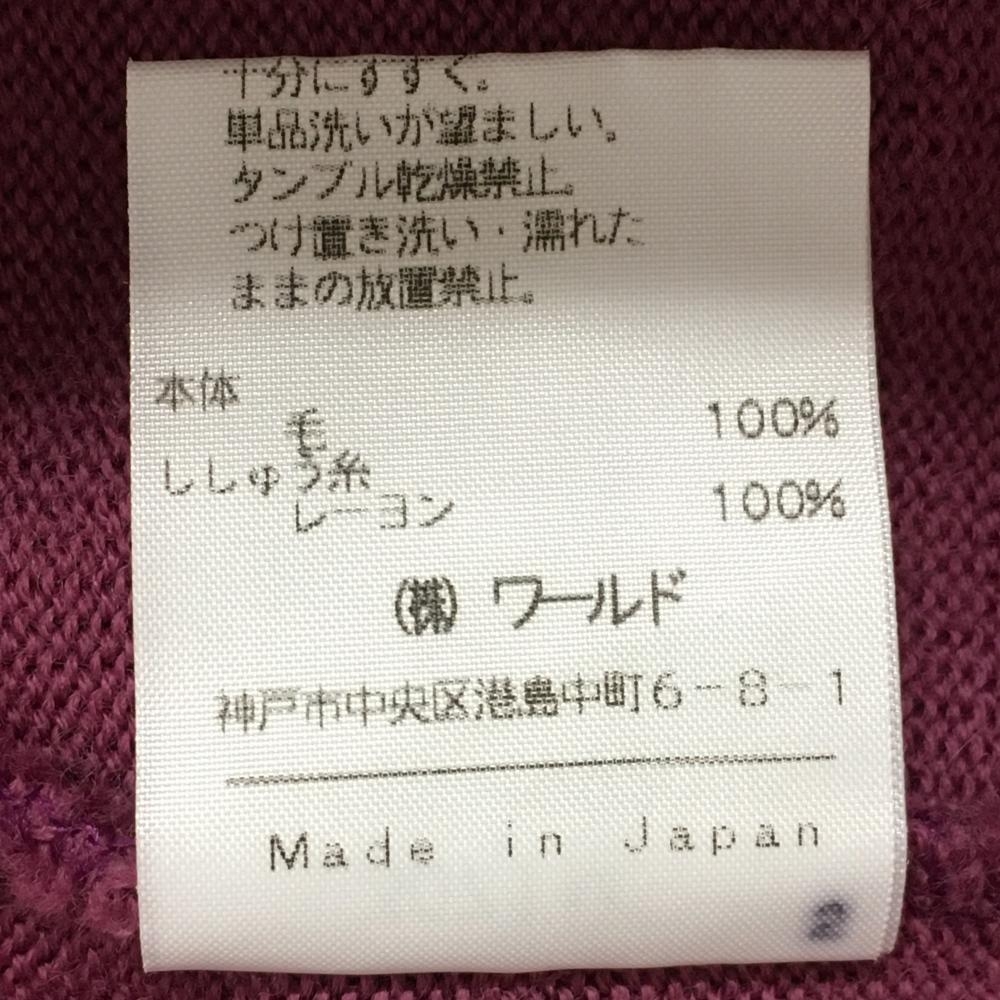 十分にすすぐ。
単品洗いが望ましい。
タンブル乾燥禁止。
つけ置き洗い・濡れた
ままの放置禁止。
本体
毛 100%
ししゅう糸
レーヨン 100%
(株) ワールド
神戸市中央区港島中町6-8-1
Made in Japan